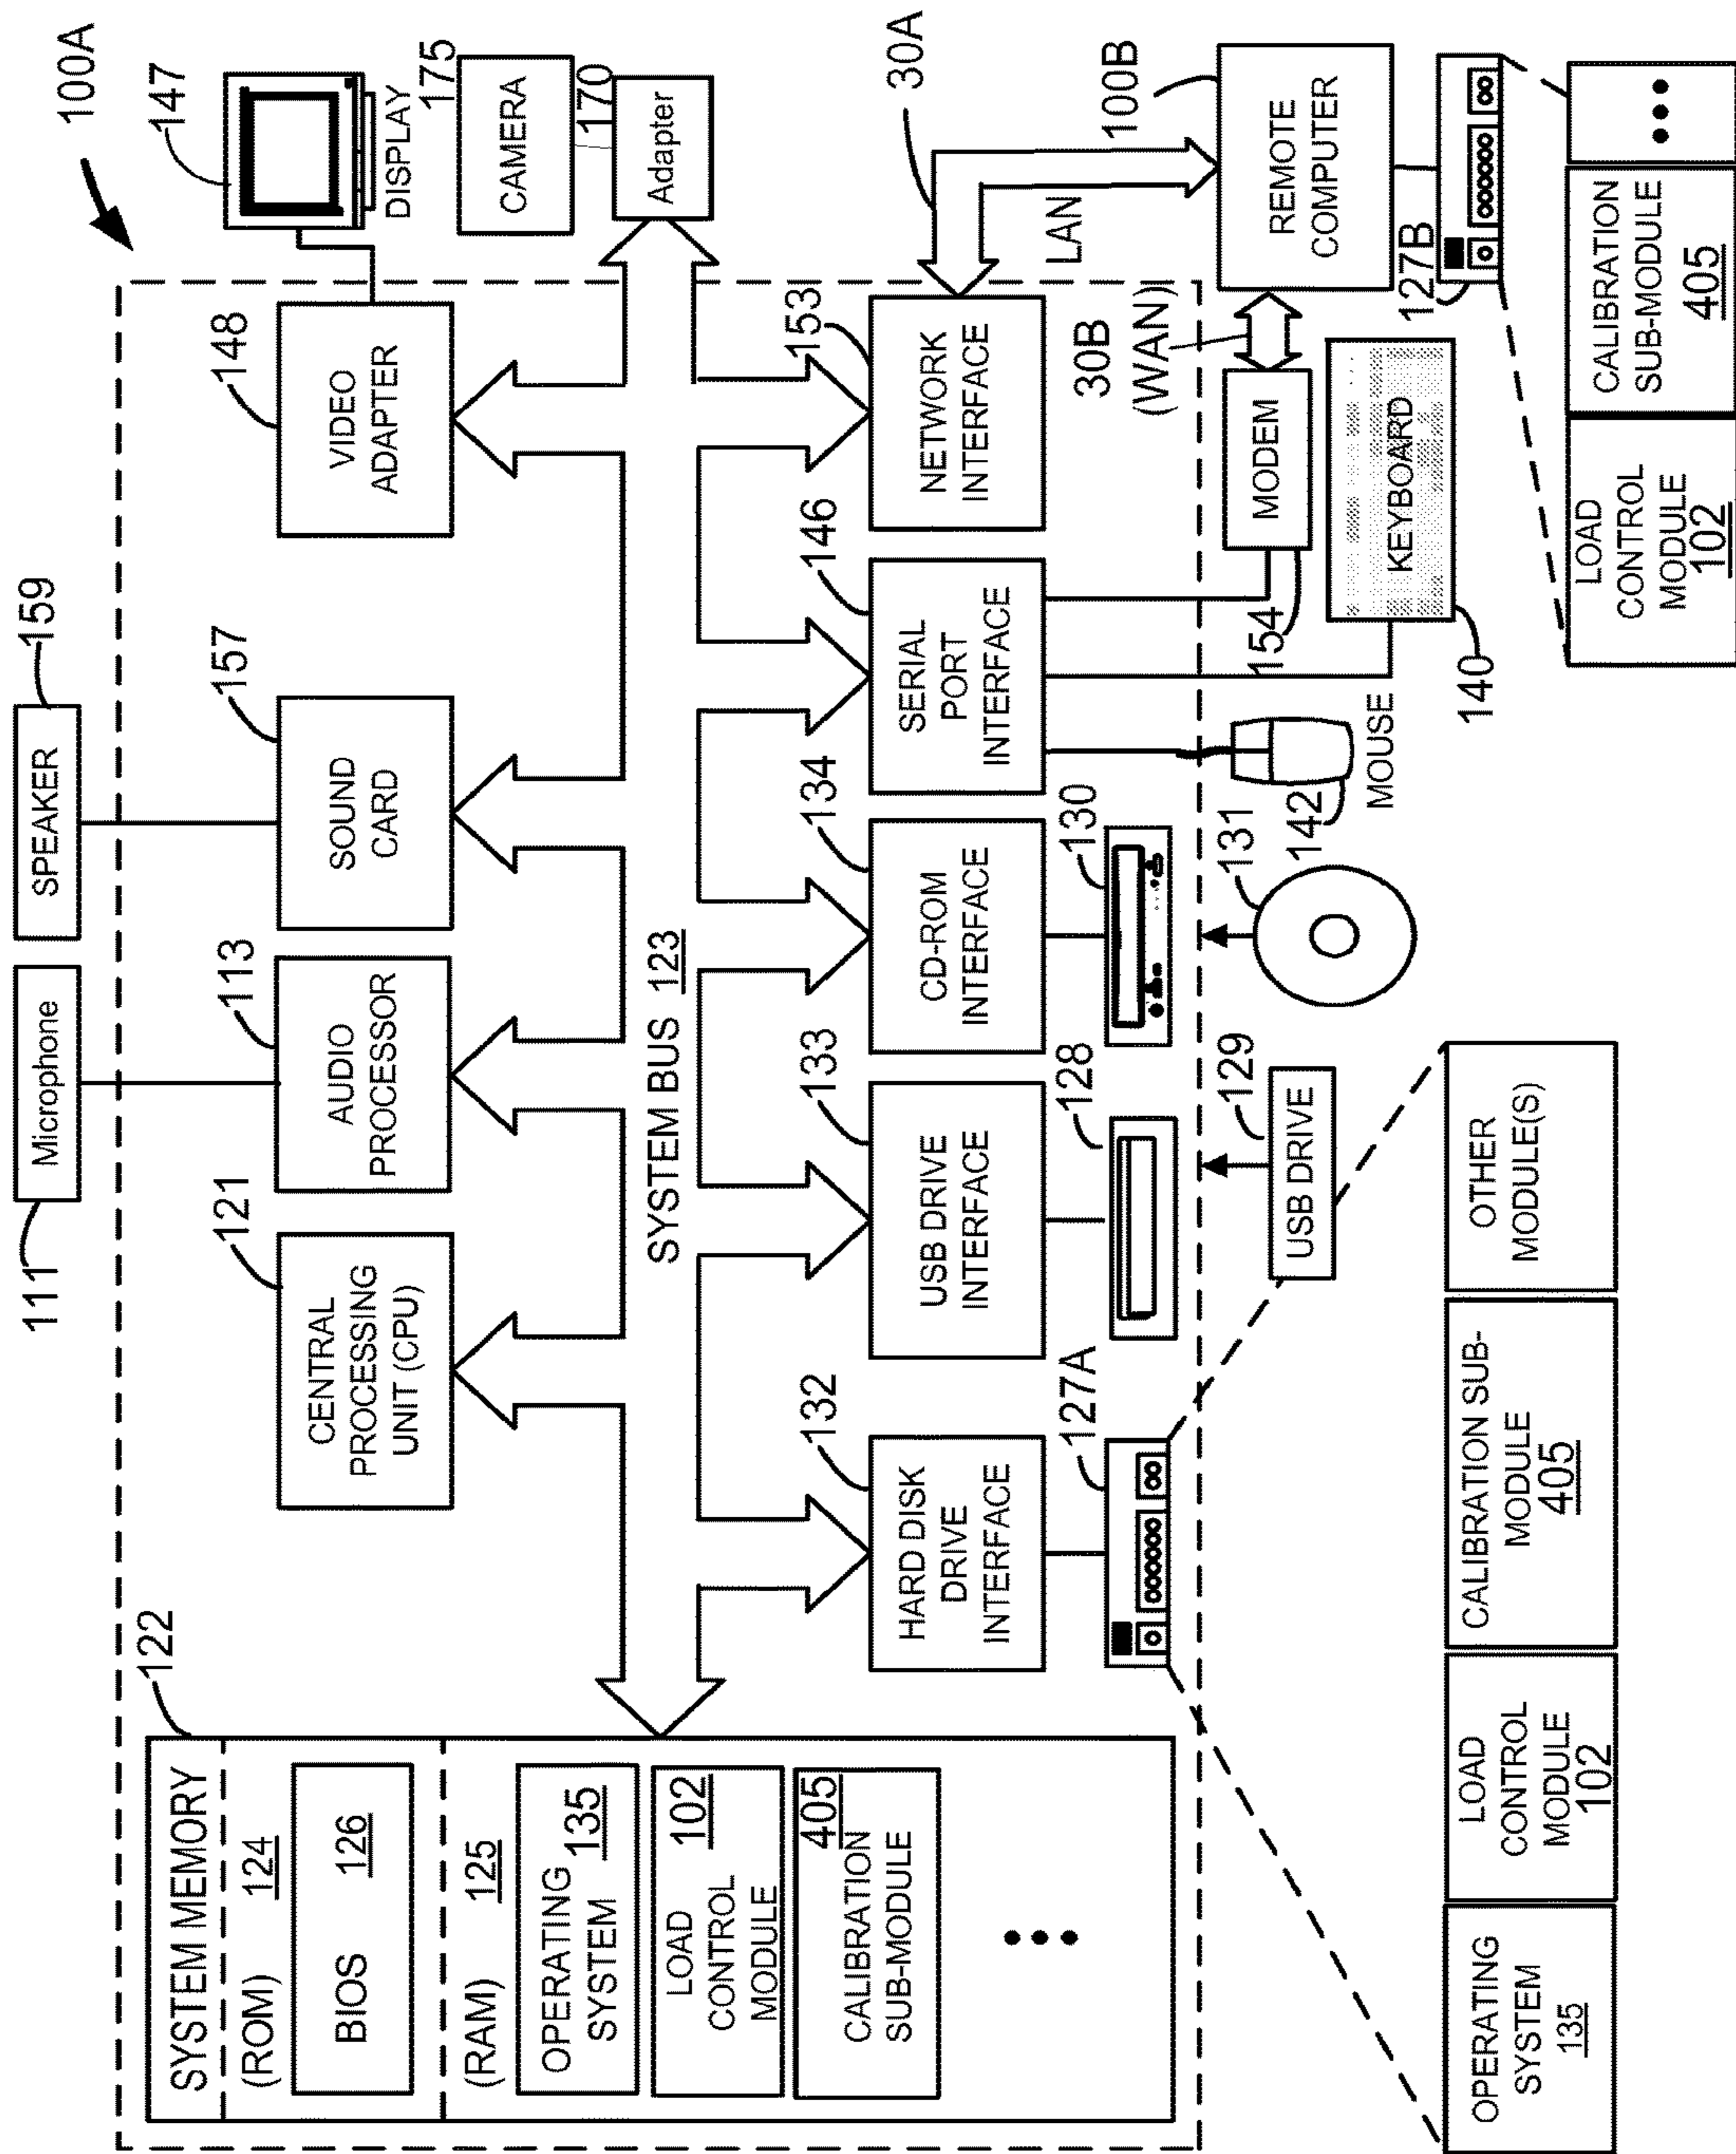 100A
111
Microphone
SPEAKER
159
147
DISPLAY
175
CAMERA
170
Adapter
122
SYSTEM MEMORY
(ROM) 124
BIOS 126
(RAM) 125
OPERATING
SYSTEM 135
LOAD
CONTROL
MODULE
102
CALIBRATION
SUB-MODULE
405
121
CENTRAL
PROCESSING
UNIT (CPU)
113
AUDIO
PROCESSOR
157
SOUND
CARD
148
VIDEO
ADAPTER
SYSTEM BUS 123
132
HARD DISK
DRIVE
INTERFACE
133
USB DRIVE
INTERFACE
134
CD-ROM
INTERFACE
146
SERIAL
PORT
INTERFACE
153
NETWORK
INTERFACE
30A
LAN
127A
128
130
129
USB DRIVE
131
142
MOUSE
154
MODEM
30B
(WAN)
140
KEYBOARD
100B
REMOTE
COMPUTER
127B
OPERATING
SYSTEM
135
LOAD
CONTROL
MODULE
102
CALIBRATION SUB-
MODULE
405
OTHER
MODULE(S)
LOAD
CONTROL
MODULE
102
CALIBRATION
SUB-MODULE
405